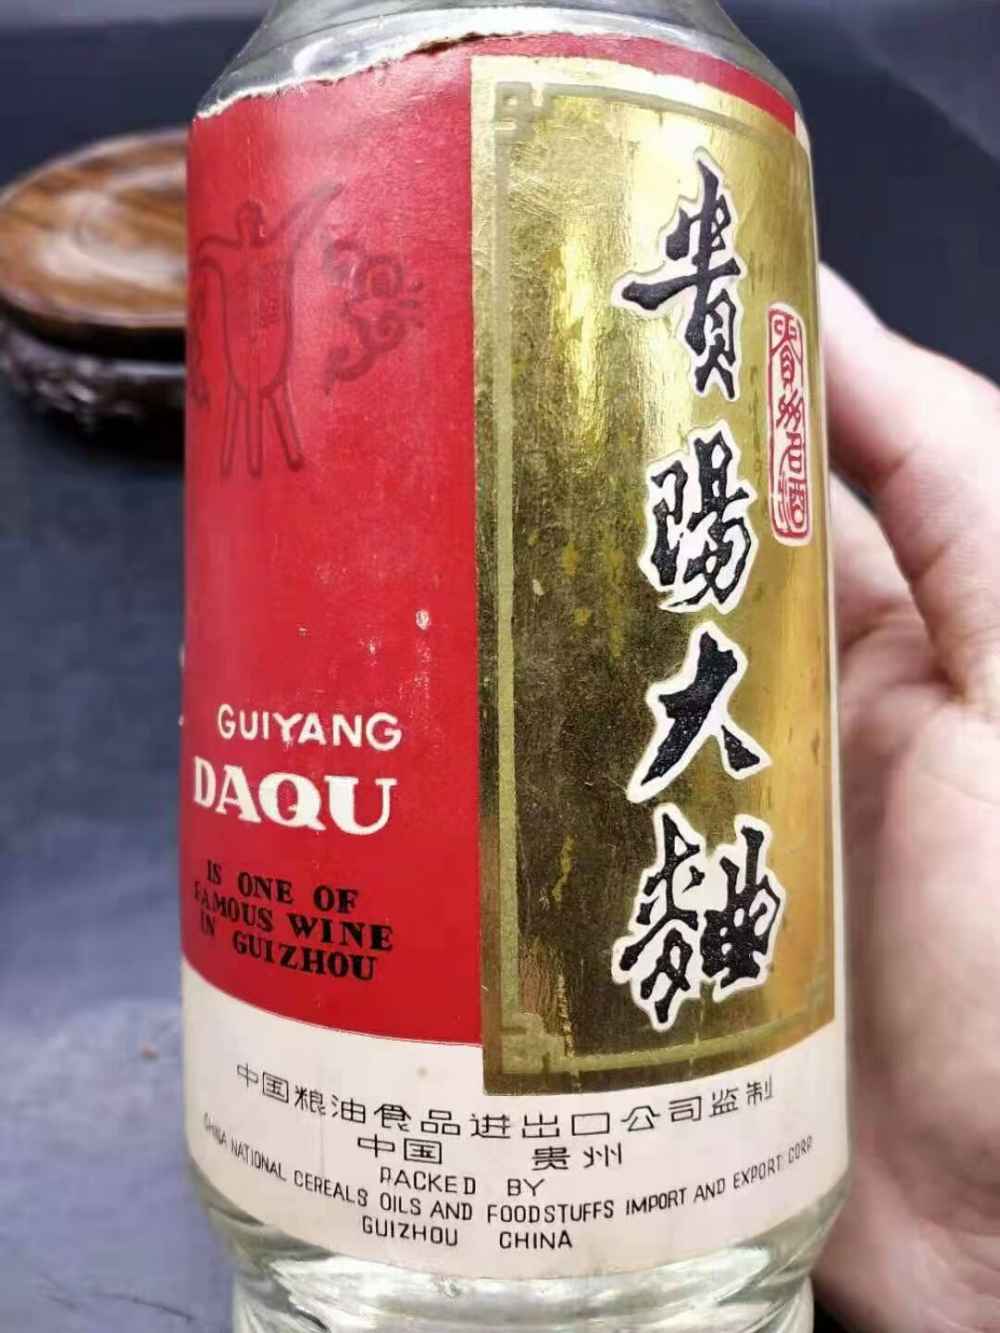 貴陽大麯
貴州名酒
GUIYANG
DAQU
IS ONE OF
FAMOUS WINE
IN GUIZHOU
中国粮油食品进出口公司监制
中国 贵州
PACKED BY
CHINA NATIONAL CEREALS OILS AND FOODSTUFFS IMPORT AND EXPORT CORP
GUIZHOU CHINA